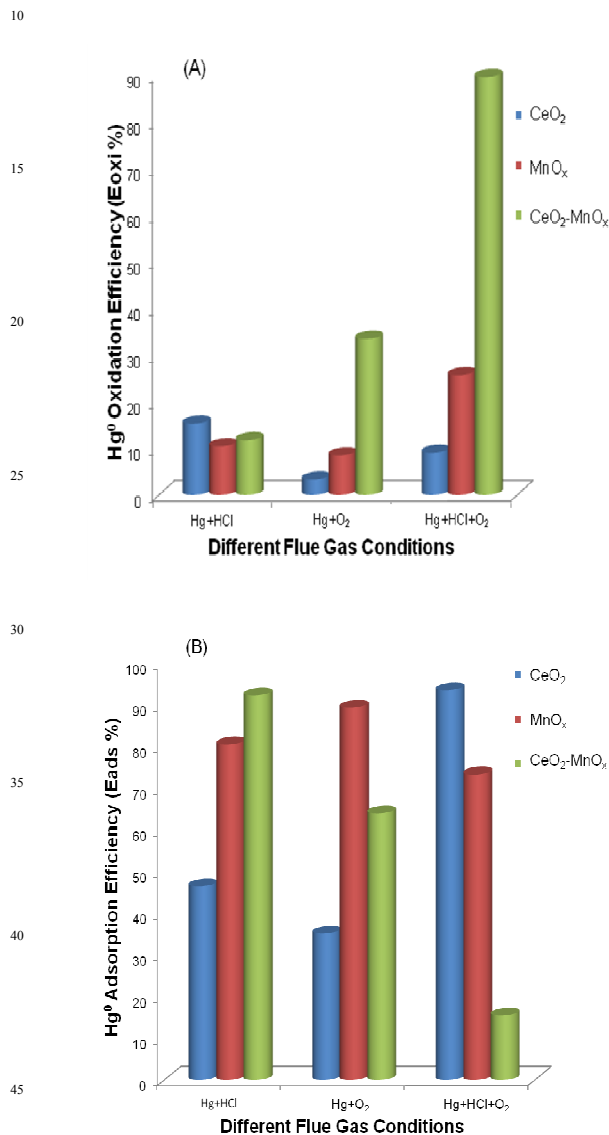 10
(A)
90
80
70
60
50
40
30
20
10
0
Hg⁰ Oxidation Efficiency (Eoxi %)
CeO₂
MnOₓ
CeO₂-MnOₓ
15
20
25
Hg+HCl
Hg+O₂
Hg+HCl+O₂
Different Flue Gas Conditions
30
(B)
100
90
80
70
60
50
40
30
20
10
0
Hg⁰ Adsorption Efficiency (Eads %)
CeO₂
MnOₓ
CeO₂-MnOₓ
35
40
45
Hg+HCl
Hg+O₂
Hg+HCl+O₂
Different Flue Gas Conditions